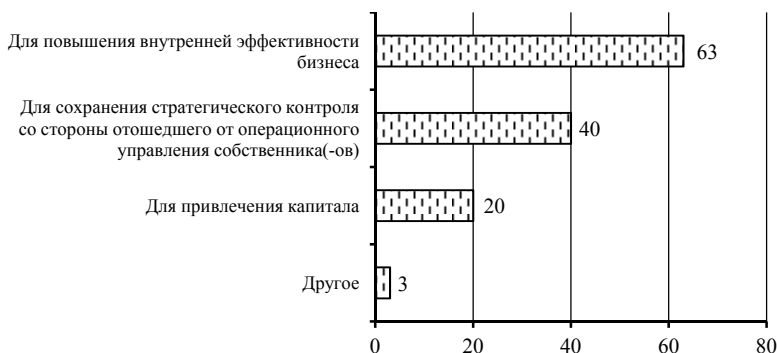 Для повышения внутренней эффективности
бизнеса
63
Для сохранения стратегического контроля
со стороны отошедшего от операционного
управления собственника(-ов)
40
Для привлечения капитала
20
Другое
3
0 20 40 60 80